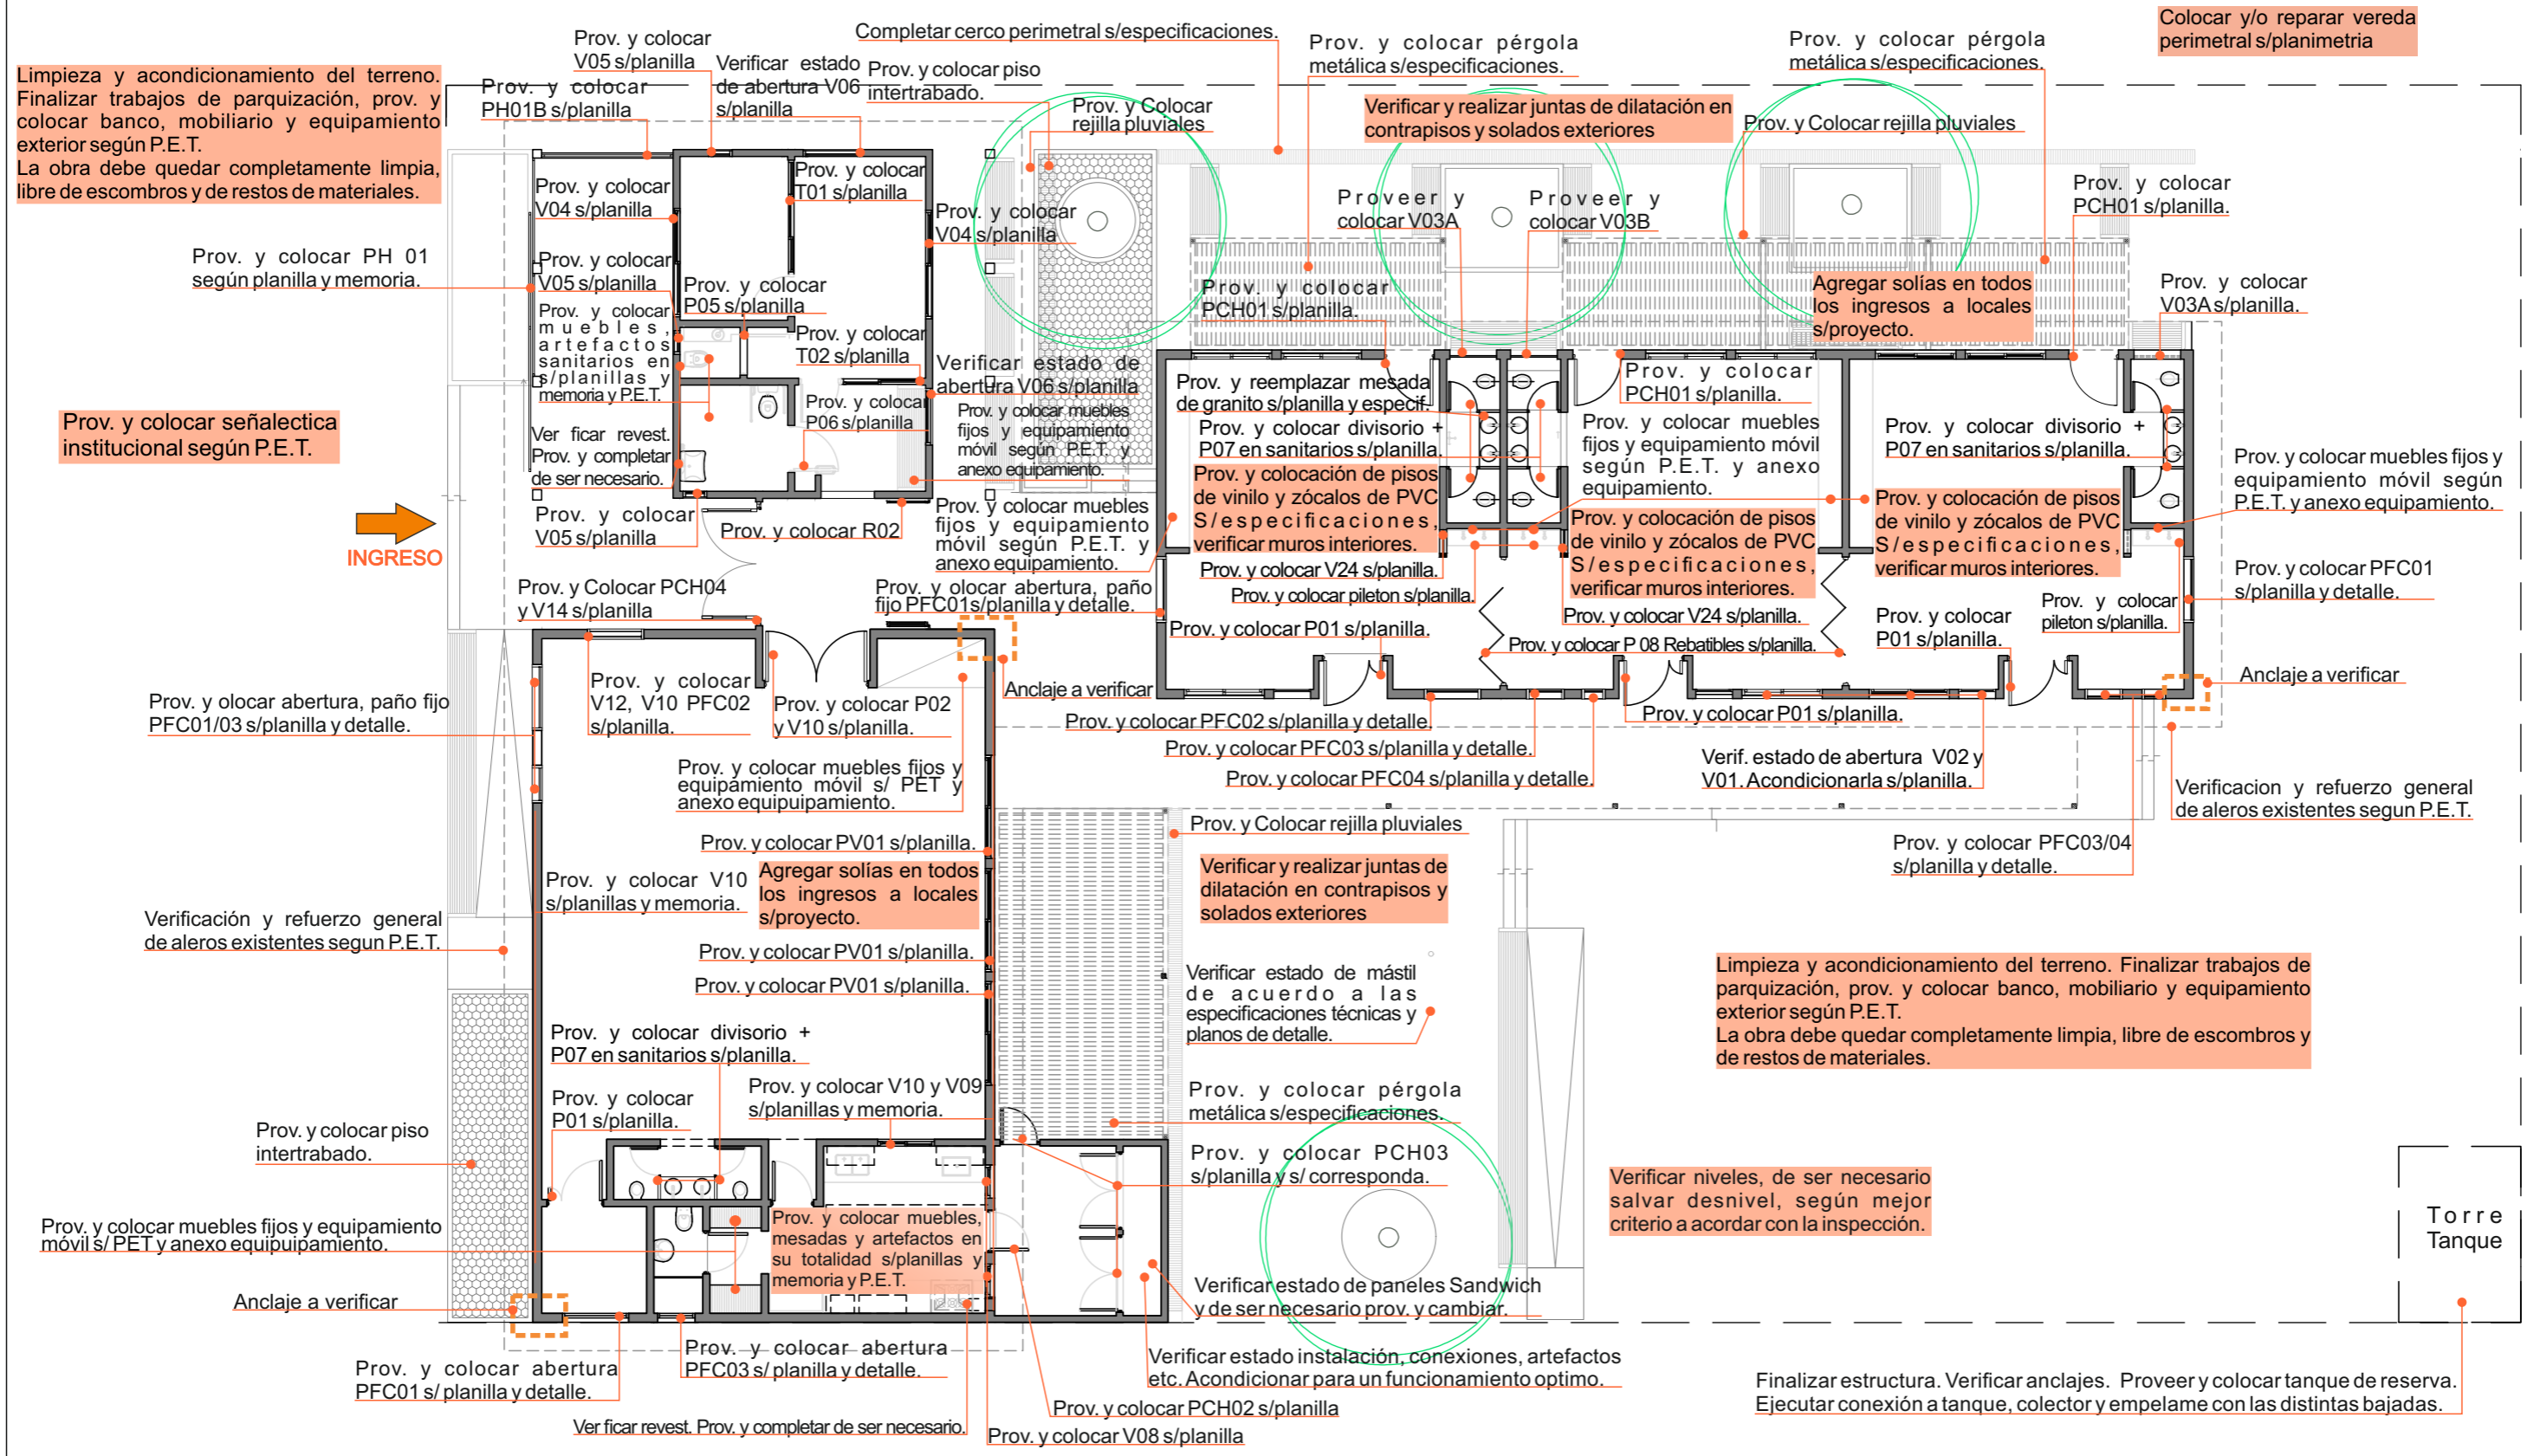 Limpieza y acondicionamiento del terreno.
Finalizar trabajos de parquización, prov. y
colocar banco, mobiliario y equipamiento
exterior según P.E.T.
La obra debe quedar completamente limpia,
libre de escombros y de restos de materiales.
Prov. y colocar
V05 s/planilla
Prov. y colocar
PH01B s/planilla
Verificar estado
de abertura V06
s/planilla
Completar cerco perimetral s/especificaciones.
Prov. y colocar piso
intertrabado.
Prov. y Colocar
rejilla pluviales
Prov. y colocar pérgola
metálica s/especificaciones.
Verificar y realizar juntas de dilatación en
contrapisos y solados exteriores
Prov. y colocar pérgola
metálica s/especificaciones.
Prov. y Colocar rejilla pluviales
Colocar y/o reparar vereda
perimetral s/planimetria
Prov. y colocar
V04 s/planilla
Prov. y colocar
T01 s/planilla
Prov. y colocar
V04 s/planilla
Proveer y
colocar V03A
Proveer y
colocar V03B
Prov. y colocar
PCH01 s/planilla.
Prov. y colocar PH 01
según planilla y memoria.
Prov. y colocar
V05 s/planilla
Prov. y colocar
P05 s/planilla
Prov. y colocar
muebles,
artefactos
sanitarios en
s/planillas y
memoria y P.E.T.
Prov. y colocar
T02 s/planilla
Prov. y colocar
PCH01 s/planilla.
Agregar solías en todos
los ingresos a locales
s/proyecto.
Prov. y colocar
V03A s/planilla.
Verificar estado de
abertura V06 s/planilla
Prov. y colocar
P06 s/planilla
Prov. y colocar muebles
fijos y equipamiento
móvil según P.E.T. y
anexo equipamiento.
Prov. y colocar señalectica
institucional según P.E.T.
Ver ficar revest.
Prov. y completar
de ser necesario.
Prov. y reemplazar mesada
de granito s/planilla y especif.
Prov. y colocar divisorio +
P07 en sanitarios s/planilla.
Prov. y colocación de pisos
de vinilo y zócalos de PVC
S/especificaciones,
verificar muros interiores.
Prov. y colocar
PCH01 s/planilla.
Prov. y colocar muebles
fijos y equipamiento móvil
según P.E.T. y anexo
equipamiento.
Prov. y colocación de pisos
de vinilo y zócalos de PVC
S/especificaciones,
verificar muros interiores.
Prov. y colocar divisorio +
P07 en sanitarios s/planilla.
Prov. y colocación de pisos
de vinilo y zócalos de PVC
S/especificaciones,
verificar muros interiores.
Prov. y colocar muebles fijos y
equipamiento móvil según
P.E.T. y anexo equipamiento.
INGRESO
Prov. y colocar
V05 s/planilla
Prov. y colocar R02
Prov. y colocar muebles
fijos y equipamiento
móvil según P.E.T. y
anexo equipamiento.
Prov. y Colocar PCH04
y V14 s/planilla
Prov. y olocar abertura, paño
fijo PFC01s/planilla y detalle.
Prov. y colocar V24 s/planilla.
Prov. y colocar pileton s/planilla.
Prov. y colocar P01 s/planilla.
Prov. y colocar V24 s/planilla.
Prov. y colocar P 08 Rebatibles s/planilla.
Prov. y colocar
P01 s/planilla.
Prov. y colocar
pileton s/planilla.
Prov. y colocar PFC01
s/planilla y detalle.
Prov. y olocar abertura, paño fijo
PFC01/03 s/planilla y detalle.
Prov. y colocar
V12, V10 PFC02
s/planilla.
Prov. y colocar P02
y V10 s/planilla.
Anclaje a verificar
Prov. y colocar PFC02 s/planilla y detalle.
Prov. y colocar PFC03 s/planilla y detalle.
Prov. y colocar PFC04 s/planilla y detalle.
Prov. y colocar P01 s/planilla.
Verif. estado de abertura V02 y
V01. Acondicionarla s/planilla.
Anclaje a verificar
Verificacion y refuerzo general
de aleros existentes segun P.E.T.
Prov. y colocar muebles fijos y
equipamiento móvil s/ PET y
anexo equipuipamiento.
Prov. y colocar PV01 s/planilla.
Prov. y Colocar rejilla pluviales
Prov. y colocar PFC03/04
s/planilla y detalle.
Prov. y colocar V10
s/planillas y memoria.
Agregar solías en todos
los ingresos a locales
s/proyecto.
Verificar y realizar juntas de
dilatación en contrapisos y
solados exteriores
Verificación y refuerzo general
de aleros existentes segun P.E.T.
Prov. y colocar PV01 s/planilla.
Prov. y colocar PV01 s/planilla.
Verificar estado de mástil
de acuerdo a las
especificaciones técnicas y
planos de detalle.
Limpieza y acondicionamiento del terreno. Finalizar trabajos de
parquización, prov. y colocar banco, mobiliario y equipamiento
exterior según P.E.T.
La obra debe quedar completamente limpia, libre de escombros y
de restos de materiales.
Prov. y colocar divisorio +
P07 en sanitarios s/planilla.
Prov. y colocar
P01 s/planilla.
Prov. y colocar V10 y V09
s/planillas y memoria.
Prov. y colocar pérgola
metálica s/especificaciones.
Prov. y colocar piso
intertrabado.
Prov. y colocar PCH03
s/planilla y s/ corresponda.
Verificar niveles, de ser necesario
salvar desnivel, según mejor
criterio a acordar con la inspección.
Torre
Tanque
Prov. y colocar muebles fijos y equipamiento
móvil s/ PET y anexo equipuipamiento.
Prov. y colocar muebles,
mesadas y artefactos en
su totalidad s/planillas y
memoria y P.E.T.
Verificar estado de paneles Sandwich
y de ser necesario prov. y cambiar.
Anclaje a verificar
Prov. y colocar abertura
PFC01 s/ planilla y detalle.
Prov. y colocar abertura
PFC03 s/ planilla y detalle.
Verificar estado instalación, conexiones, artefactos
etc. Acondicionar para un funcionamiento optimo.
Finalizar estructura. Verificar anclajes. Proveer y colocar tanque de reserva.
Ejecutar conexión a tanque, colector y empelame con las distintas bajadas.
Ver ficar revest. Prov. y completar de ser necesario.
Prov. y colocar PCH02 s/planilla
Prov. y colocar V08 s/planilla